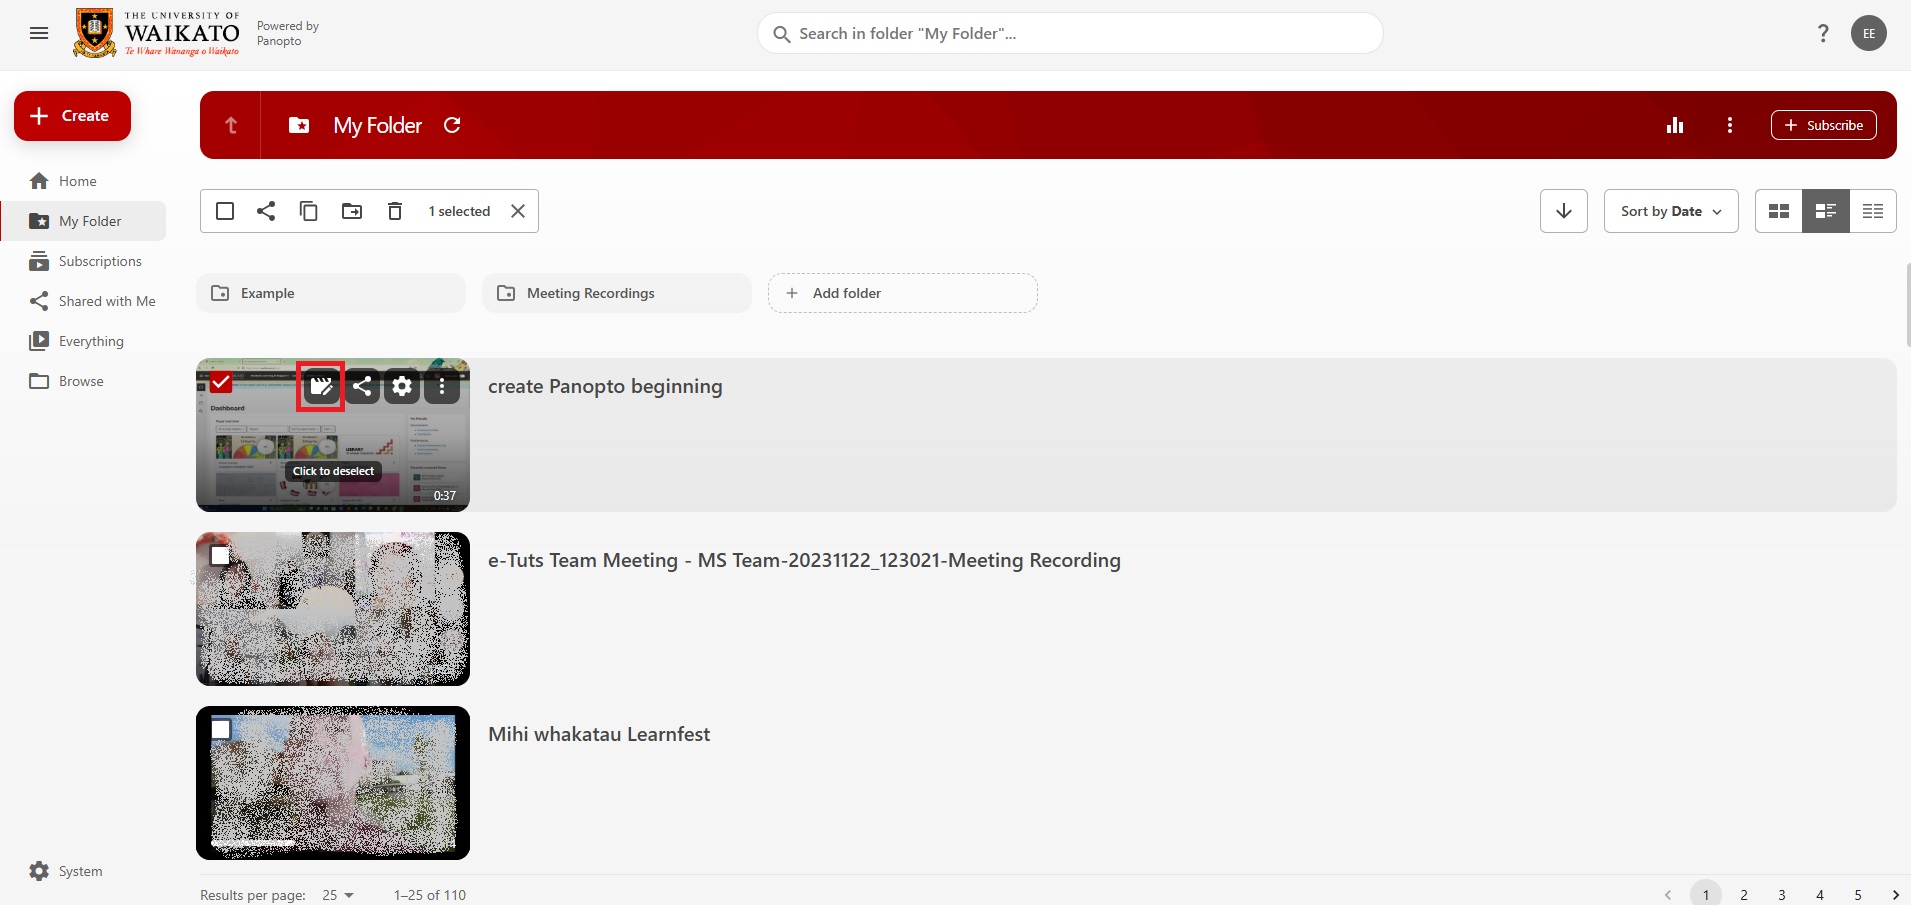 THE UNIVERSITY OF
WAIKATO
Te Whare Wananga o Waikato
Powered by
Panopto
Search in folder "My Folder"...
?
EE
Create
My Folder
Subscribe
Home
My Folder
Subscriptions
Shared with Me
Everything
Browse
System
1 selected
Sort by Date
Example
Meeting Recordings
Add folder
Dashboard
Click to deselect
0:37
create Panopto beginning
e-Tuts Team Meeting - MS Team-20231122_123021-Meeting Recording
Mihi whakatau Learnfest
Results per page: 25 1–25 of 110
1 2 3 4 5